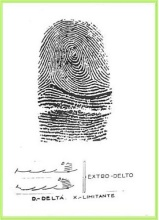 EXTRO-DELTO
D.- DELTA. X.- LIMITANTE